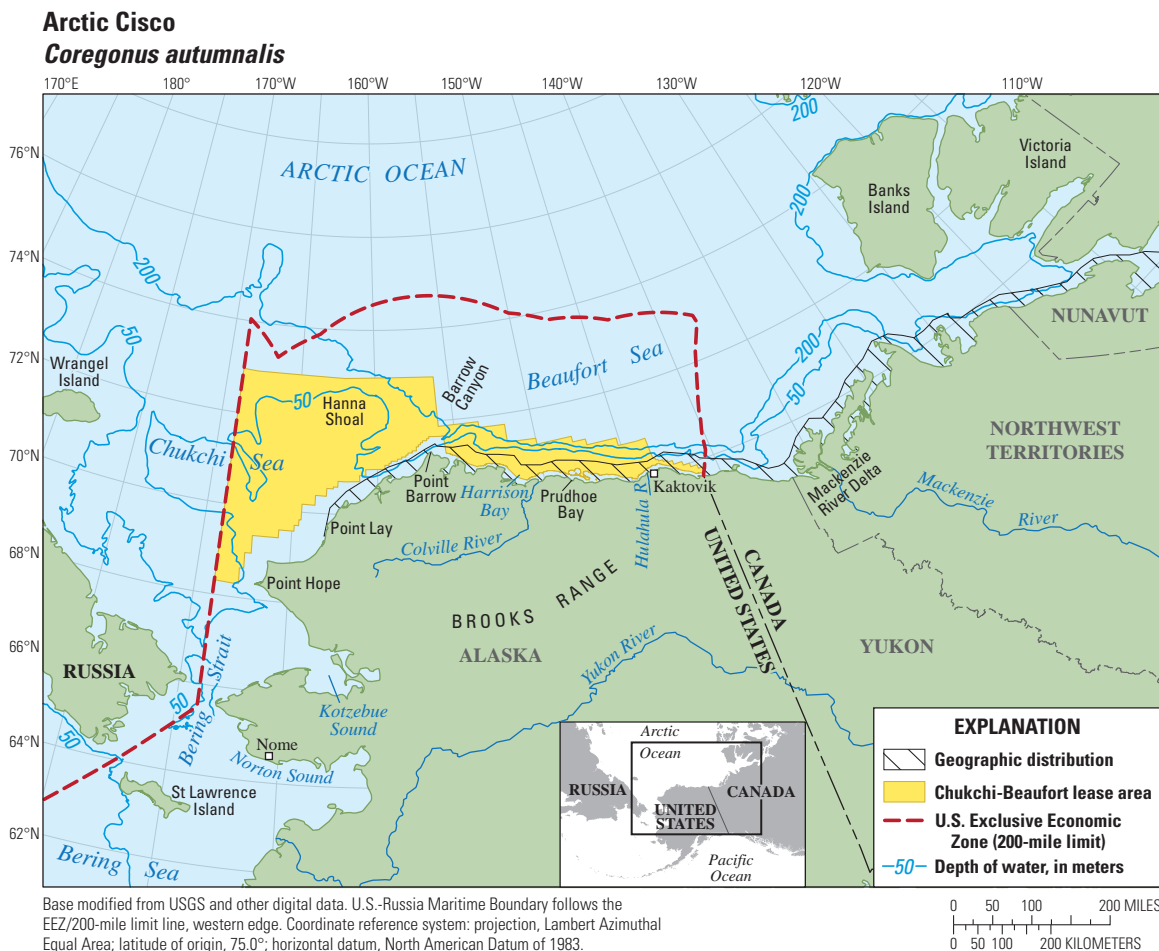 Arctic Cisco
Coregonus autumnalis
170°E 180° 170°W 160°W 150°W 140°W 130°W 120°W 110°W
76°N
74°N
72°N
70°N
68°N
66°N
64°N
62°N
ARCTIC OCEAN
200
200
200
Victoria
Island
Banks
Island
200
50
Wrangel
Island
NUNAVUT
Beaufort Sea
Barrow
Canyon
50
Hanna
Shoal
50
Chukchi Sea
NORTHWEST
TERRITORIES
Point
Barrow
Harrison
Bay
Prudhoe
Bay
Hulahula R
Kaktovik
Mackenzie
River Delta
Mackenzie
River
Point Lay
Colville River
Point Hope
BROOKS RANGE
CANADA
UNITED STATES
ALASKA
YUKON
Yukon River
RUSSIA
Bering Strait
50
50
Kotzebue
Sound
Nome
Norton Sound
St Lawrence
Island
Bering Sea
Arctic
Ocean
RUSSIA
CANADA
UNITED
STATES
Pacific
Ocean
EXPLANATION
Geographic distribution
Chukchi-Beaufort lease area
U.S. Exclusive Economic
Zone (200-mile limit)
50 Depth of water, in meters
Base modified from USGS and other digital data. U.S.-Russia Maritime Boundary follows the
EEZ/200-mile limit line, western edge. Coordinate reference system: projection, Lambert Azimuthal
Equal Area; latitude of origin, 75.0°; horizontal datum, North American Datum of 1983.
0 50 100 200 MILES
0 50 100 200 KILOMETERS